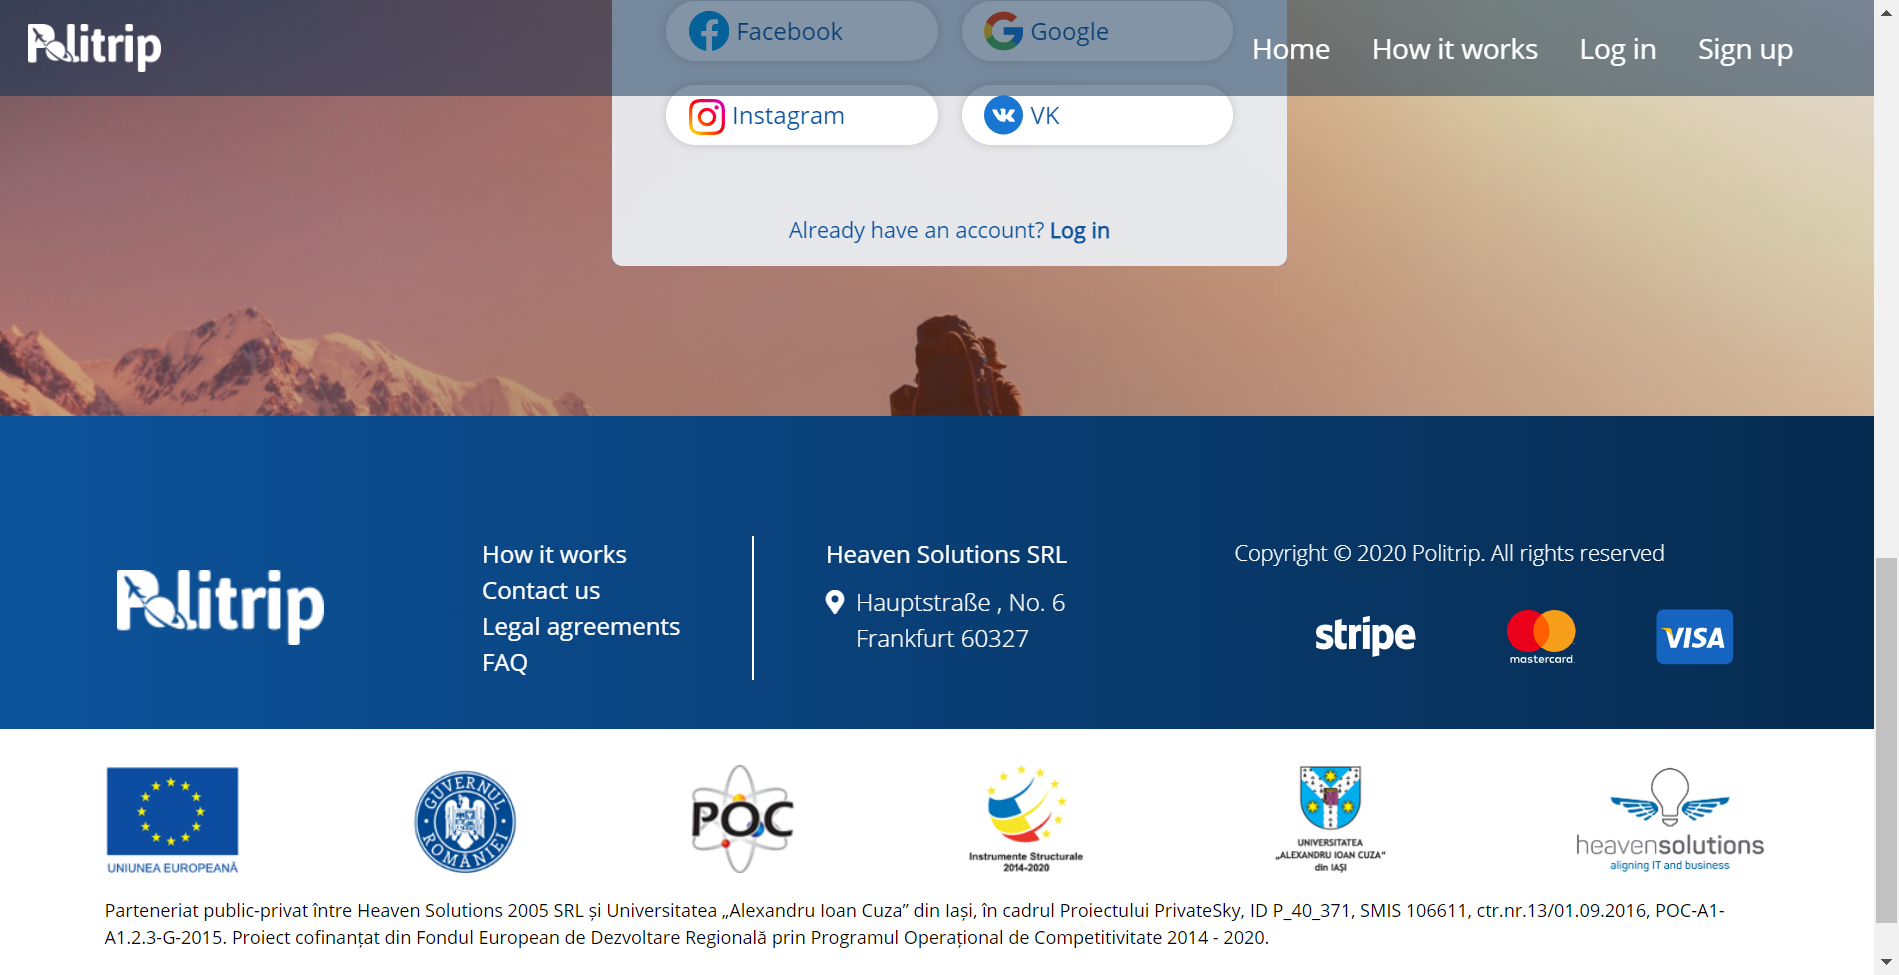 Politrip
Facebook
Google
Home
How it works
Log in
Sign up
Instagram
VK
Already have an account? Log in
Politrip
How it works
Contact us
Legal agreements
FAQ
Heaven Solutions SRL
Hauptstraße , No. 6
Frankfurt 60327
Copyright © 2020 Politrip. All rights reserved
stripe
mastercard.
VISA
UNIUNEA EUROPEANĂ
GUVERNUL ROMÂNIEI
POC
Instrumente Structurale
2014-2020
UNIVERSITATEA
„ALEXANDRU IOAN CUZA”
din IAȘI
heavensolutions
aligning IT and business
Parteneriat public-privat între Heaven Solutions 2005 SRL și Universitatea „Alexandru Ioan Cuza” din Iași, în cadrul Proiectului PrivateSky, ID P_40_371, SMIS 106611, ctr.nr.13/01.09.2016, POC-A1-
A1.2.3-G-2015. Proiect cofinanțat din Fondul European de Dezvoltare Regională prin Programul Operațional de Competitivitate 2014 - 2020.